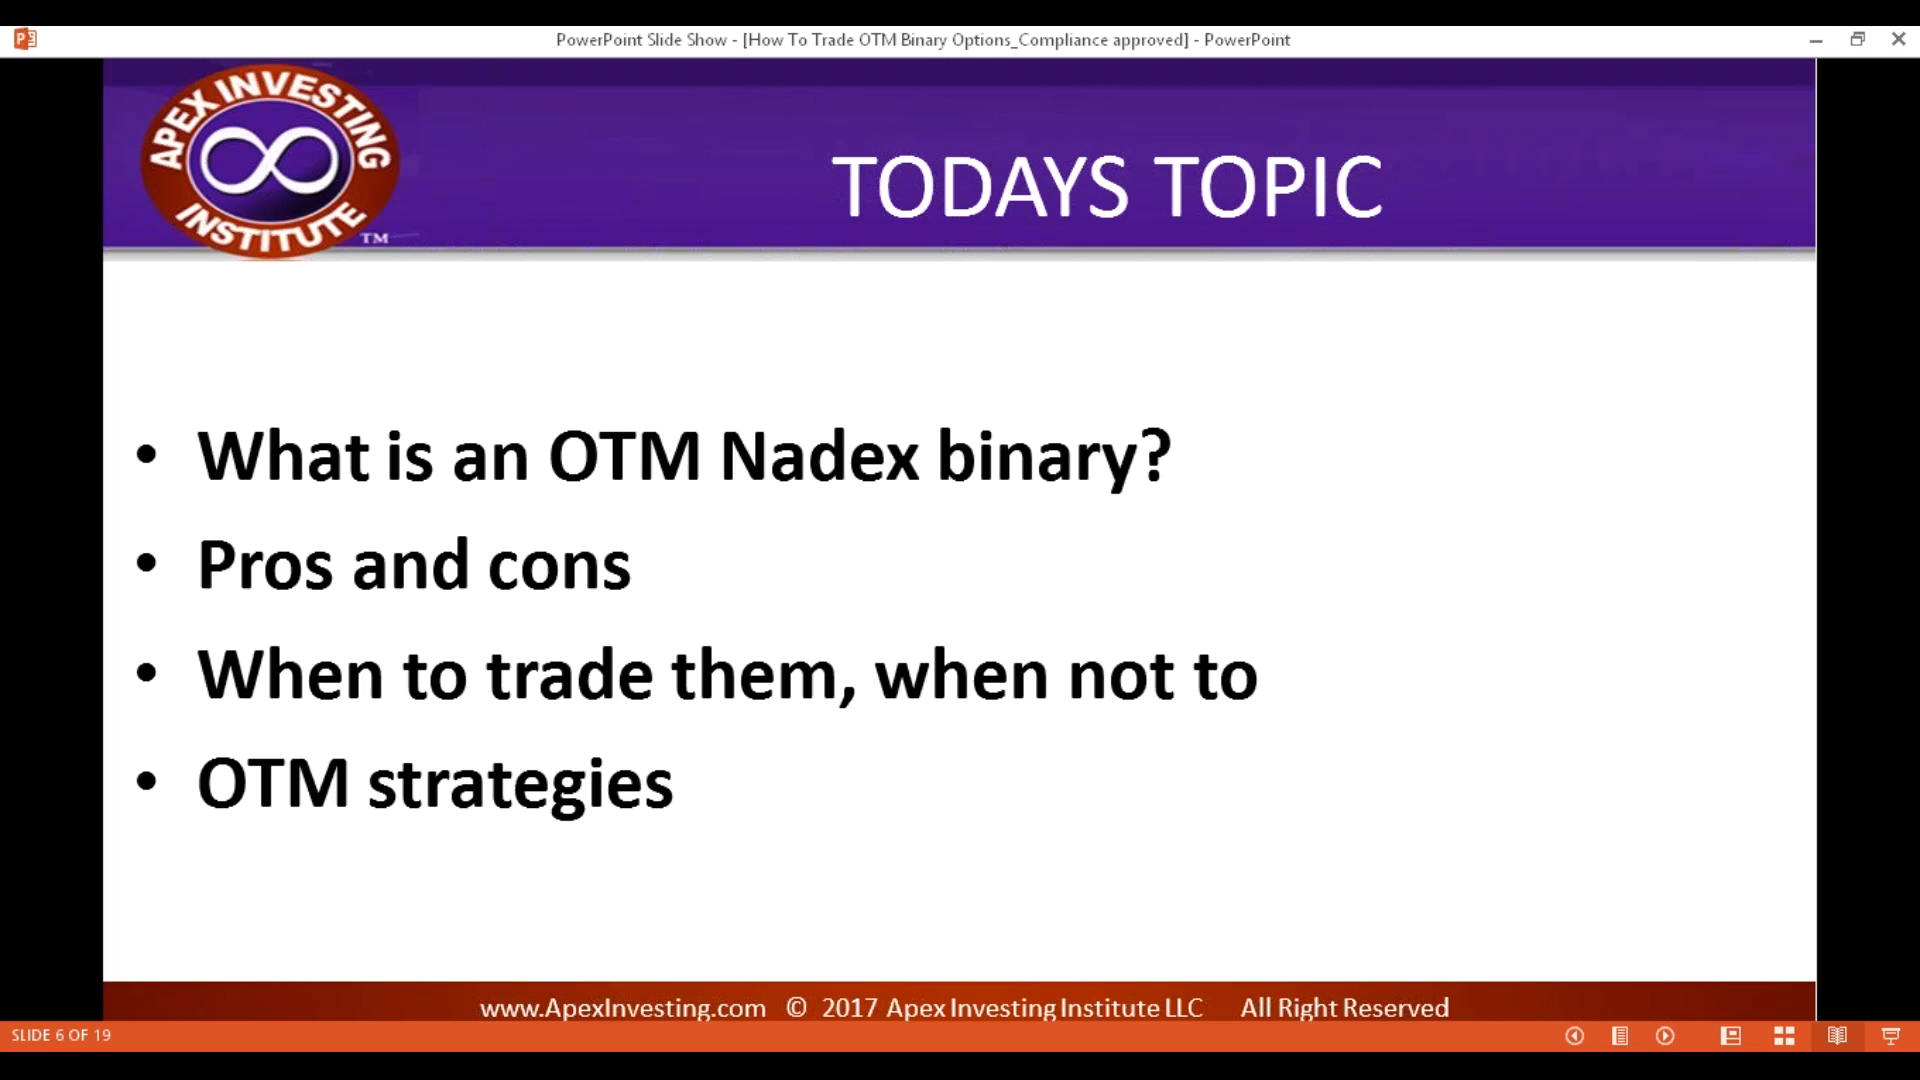 PowerPoint Slide Show - [How To Trade OTM Binary Options_Compliance approved] - PowerPoint
APEX INVESTING
INSTITUTE
TM
TODAYS TOPIC
• What is an OTM Nadex binary?
• Pros and cons
• When to trade them, when not to
• OTM strategies
www.ApexInvesting.com © 2017 Apex Investing Institute LLC All Right Reserved
SLIDE 6 OF 19